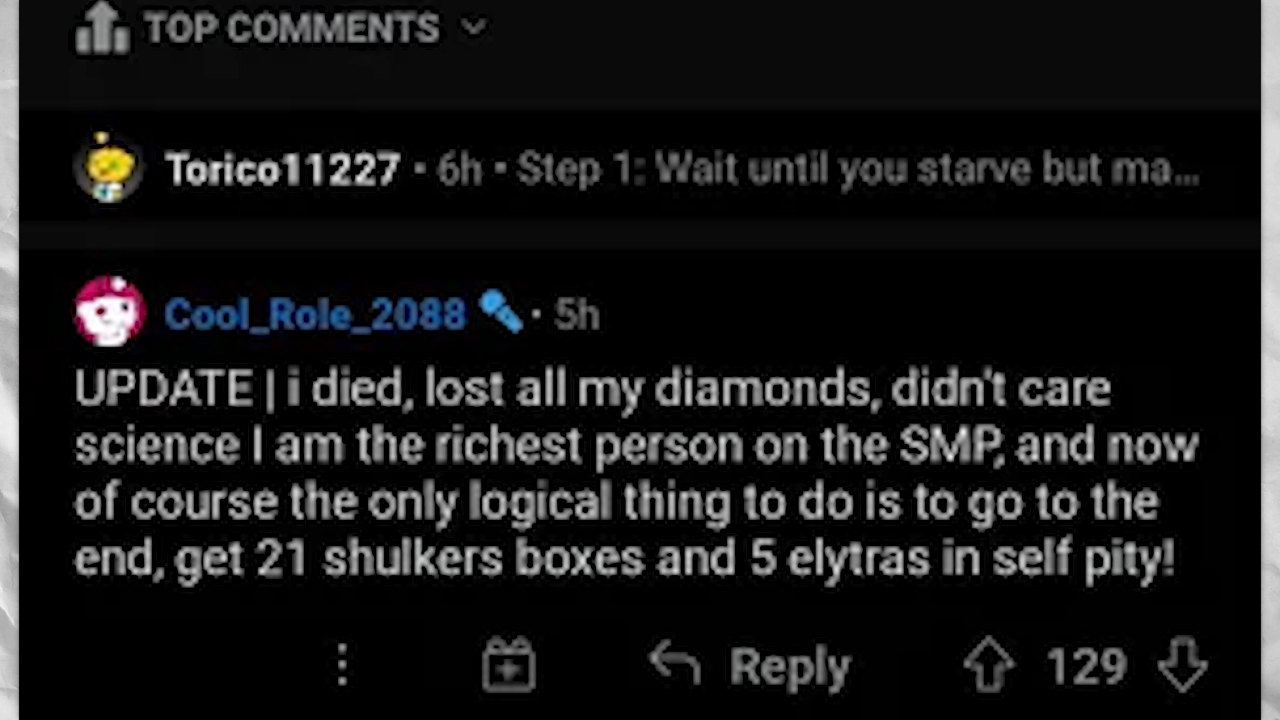 TOP COMMENTS
Torico11227 • 6h • Step 1: Wait until you starve but ma...
Cool_Role_2088 • 5h
UPDATE | i died, lost all my diamonds, didn't care
science I am the richest person on the SMP, and now
of course the only logical thing to do is to go to the
end, get 21 shulkers boxes and 5 elytras in self pity!
Reply 129